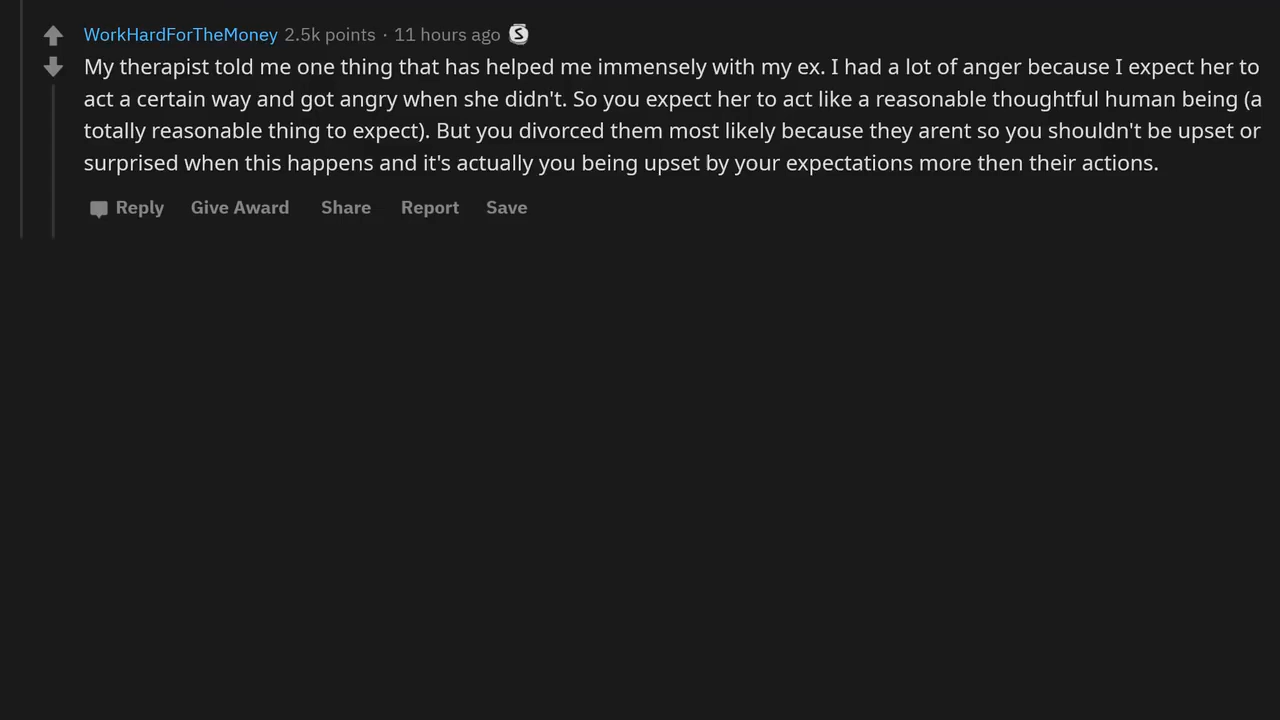 WorkHardForTheMoney 2.5k points · 11 hours ago S
My therapist told me one thing that has helped me immensely with my ex. I had a lot of anger because I expect her to
act a certain way and got angry when she didn't. So you expect her to act like a reasonable thoughtful human being (a
totally reasonable thing to expect). But you divorced them most likely because they arent so you shouldn't be upset or
surprised when this happens and it's actually you being upset by your expectations more then their actions.
Reply Give Award Share Report Save